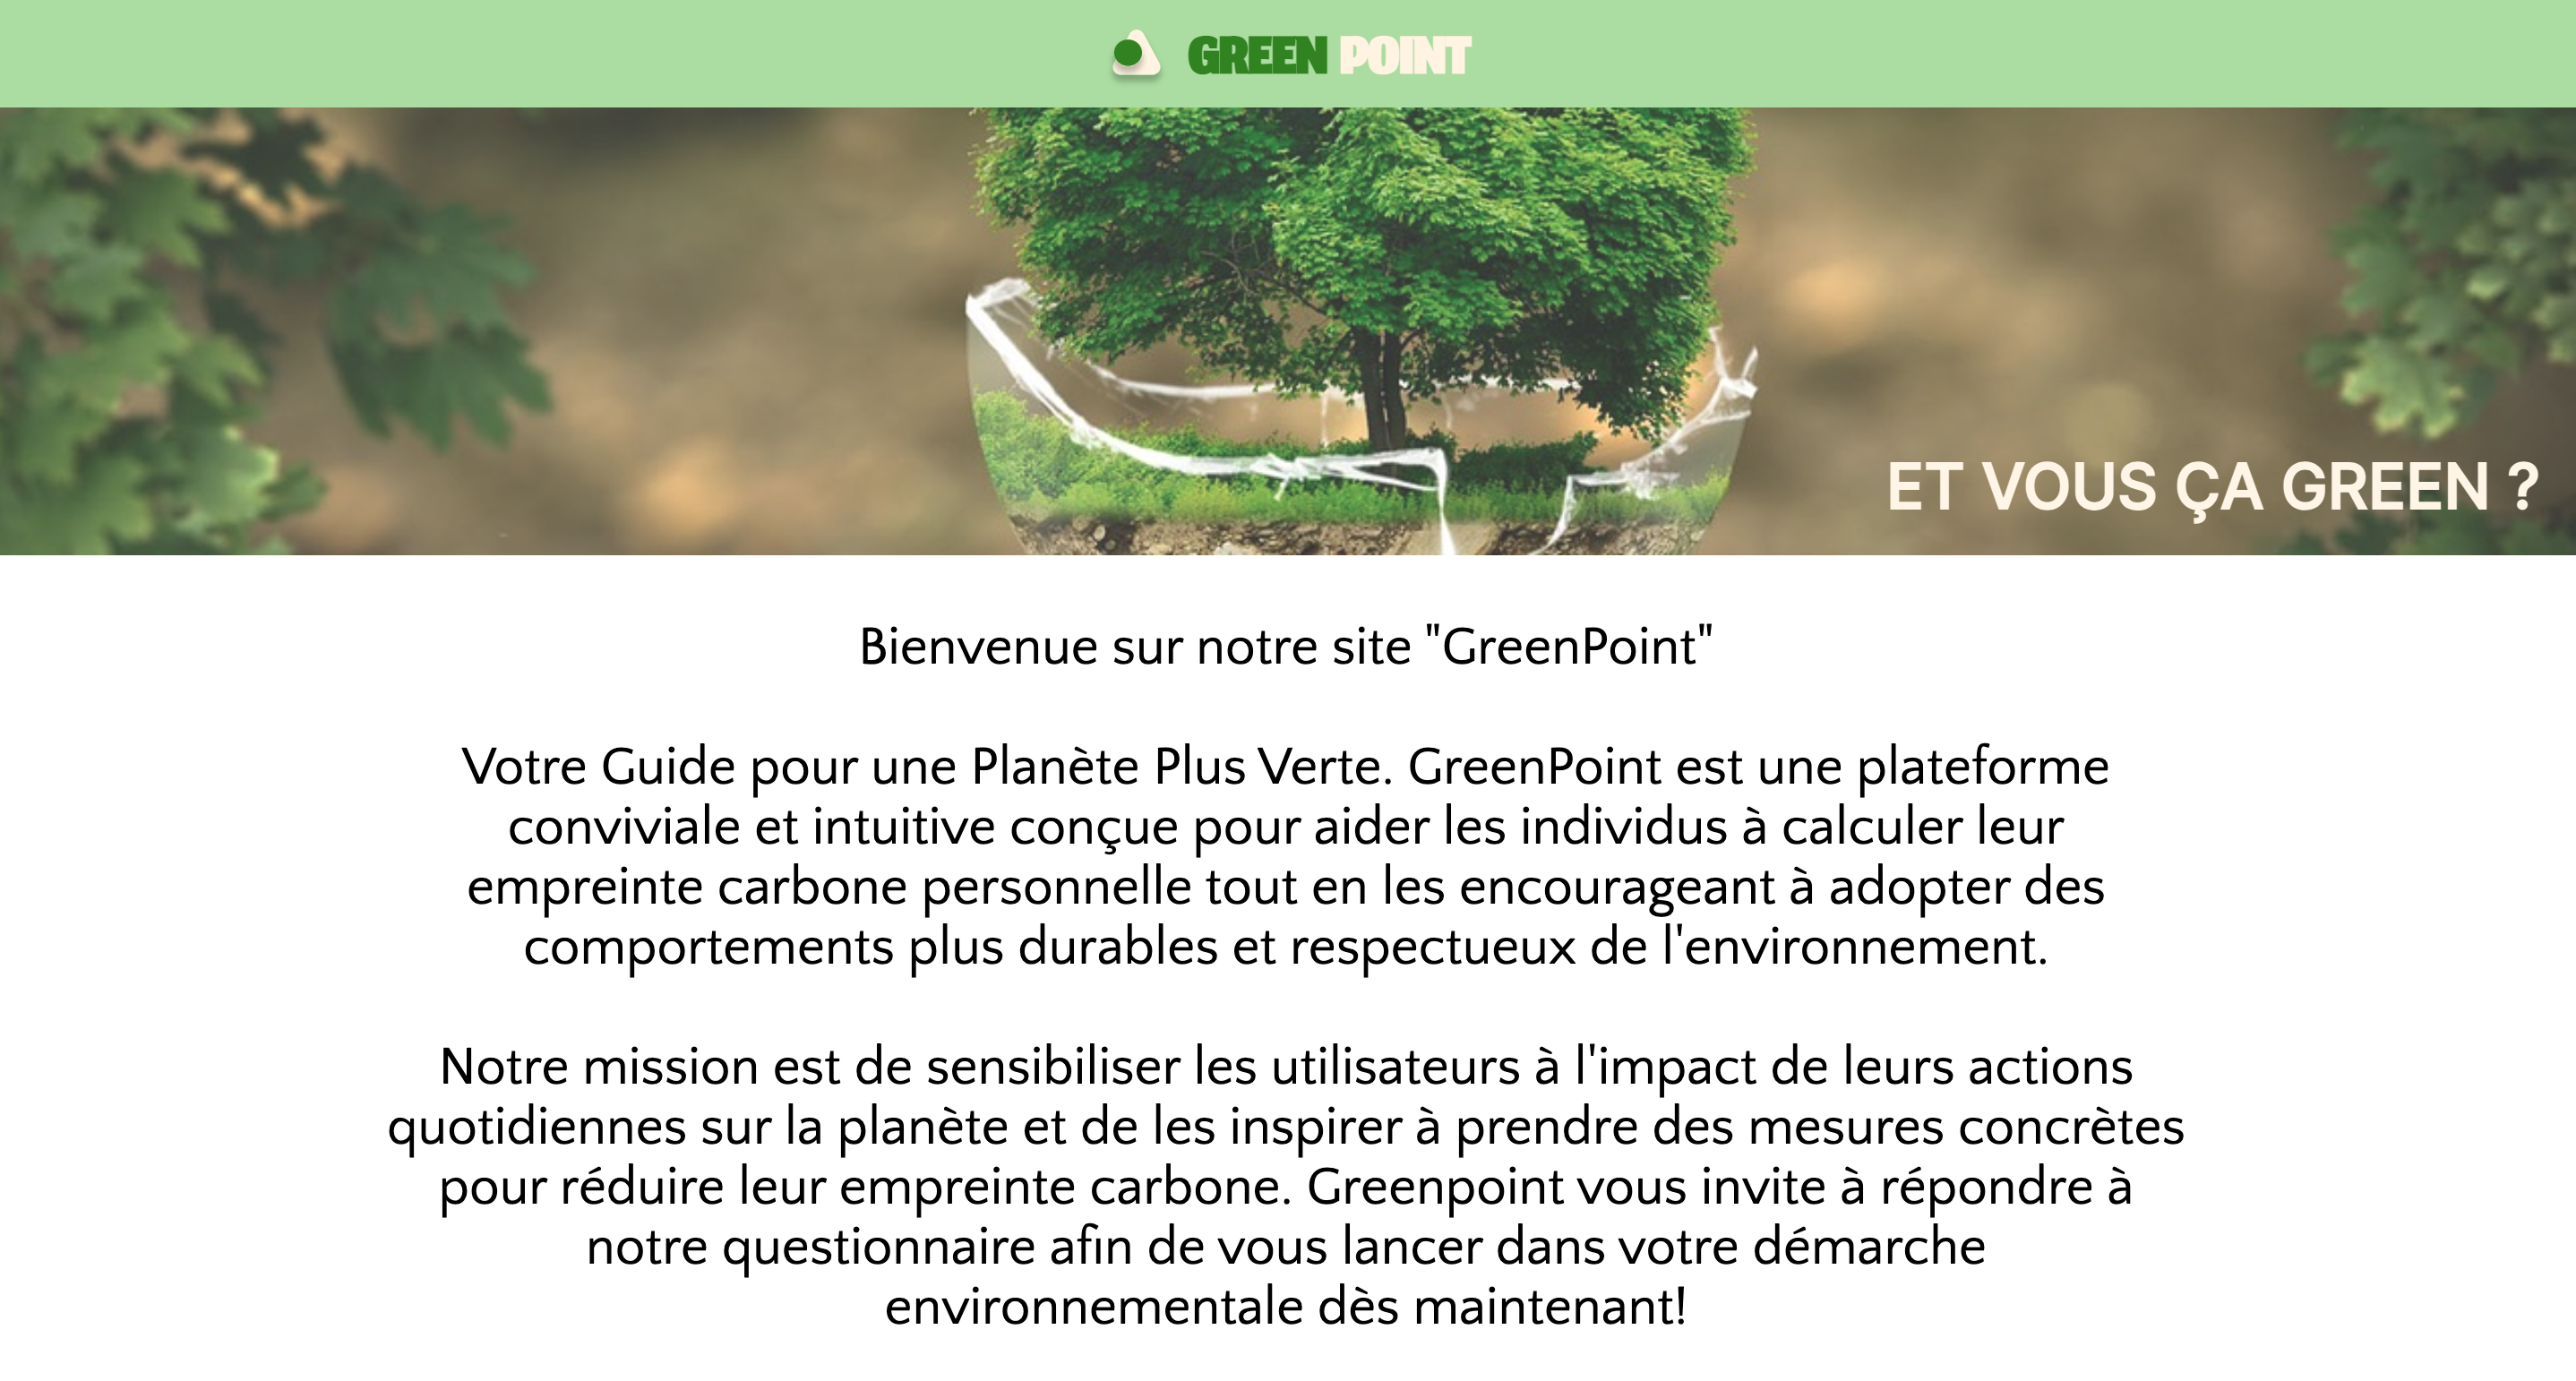 GREEN POINT
ET VOUS ÇA GREEN ?
Bienvenue sur notre site "GreenPoint"
Votre Guide pour une Planète Plus Verte. GreenPoint est une plateforme
conviviale et intuitive conçue pour aider les individus à calculer leur
empreinte carbone personnelle tout en les encourageant à adopter des
comportements plus durables et respectueux de l'environnement.
Notre mission est de sensibiliser les utilisateurs à l'impact de leurs actions
quotidiennes sur la planète et de les inspirer à prendre des mesures concrètes
pour réduire leur empreinte carbone. Greenpoint vous invite à répondre à
notre questionnaire afin de vous lancer dans votre démarche
environnementale dès maintenant!